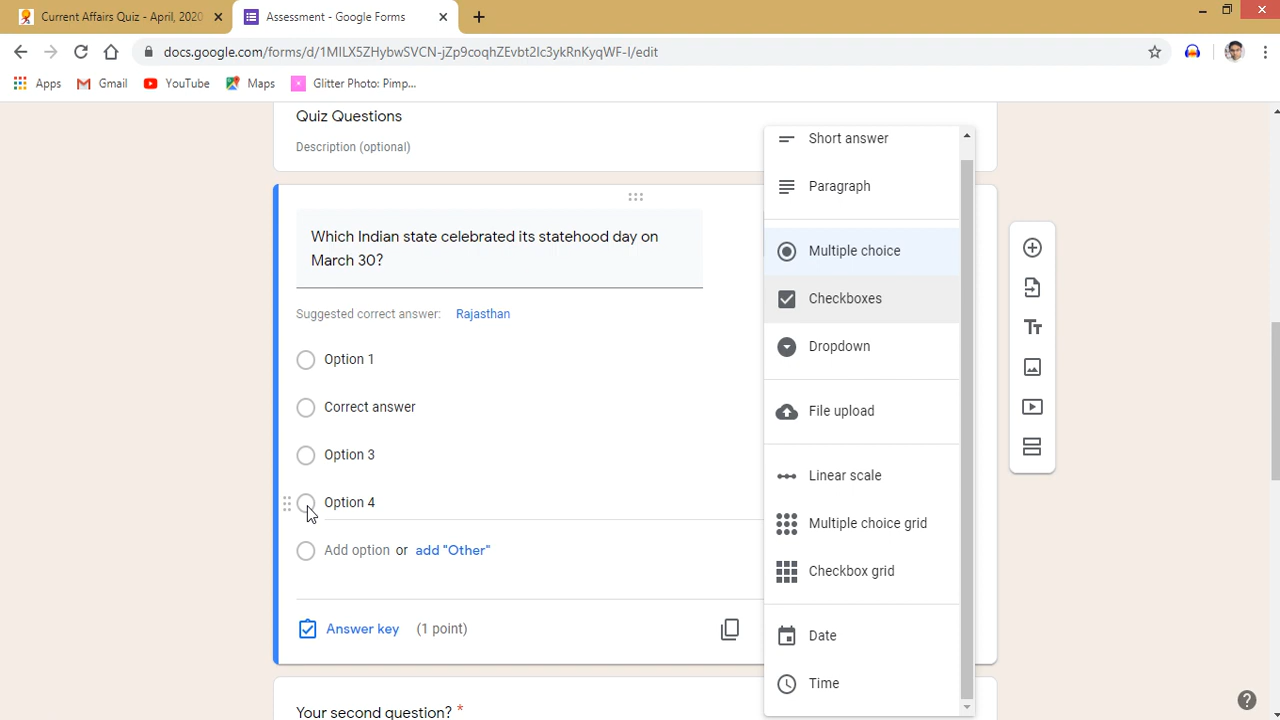 Current Affairs Quiz - April, 2020
Assessment - Google Forms
docs.google.com/forms/d/1MILX5ZHybwSVCN-jZp9coqhZEvbt2Ic3ykRnKyqWF-I/edit
Apps
Gmail
YouTube
Maps
Glitter Photo: Pimp...
Quiz Questions
Description (optional)
Which Indian state celebrated its statehood day on
March 30?
Suggested correct answer: Rajasthan
Option 1
Correct answer
Option 3
Option 4
Add option or add "Other"
Answer key (1 point)
Your second question? *
Short answer
Paragraph
Multiple choice
Checkboxes
Dropdown
File upload
Linear scale
Multiple choice grid
Checkbox grid
Date
Time